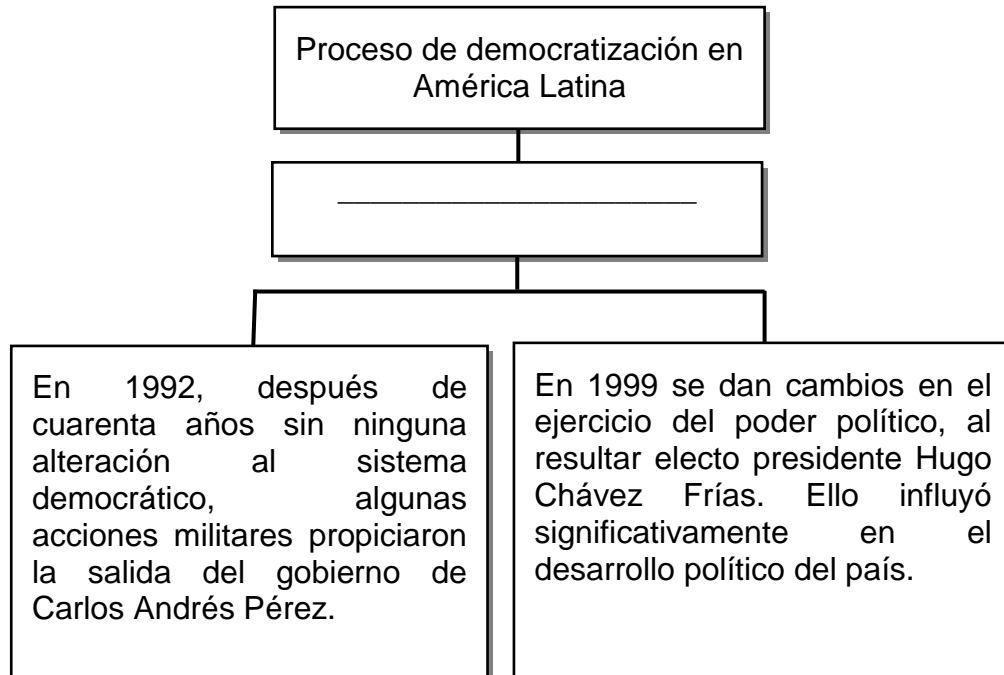 Proceso de democratización en
América Latina
_______________________
En 1992, después de
cuarenta años sin ninguna
alteración al sistema
democrático, algunas
acciones militares propiciaron
la salida del gobierno de
Carlos Andrés Pérez.
En 1999 se dan cambios en el
ejercicio del poder político, al
resultar electo presidente Hugo
Chávez Frías. Ello influyó
significativamente en el
desarrollo político del país.